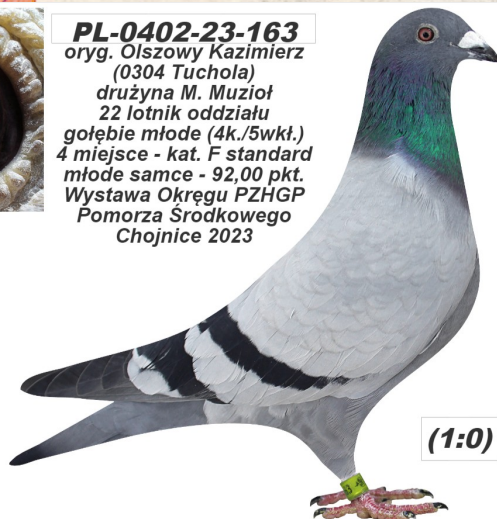 PL-0402-23-163
oryg. Olszowy Kazimierz
(0304 Tuchola)
drużyna M. Muzioł
22 lotnik oddziału
gołębie młode (4k./5wkł.)
4 miejsce - kat. F standard
młode samce - 92,00 pkt.
Wystawa Okręgu PZHGP
Pomorza Środkowego
Chojnice 2023
(1:0)